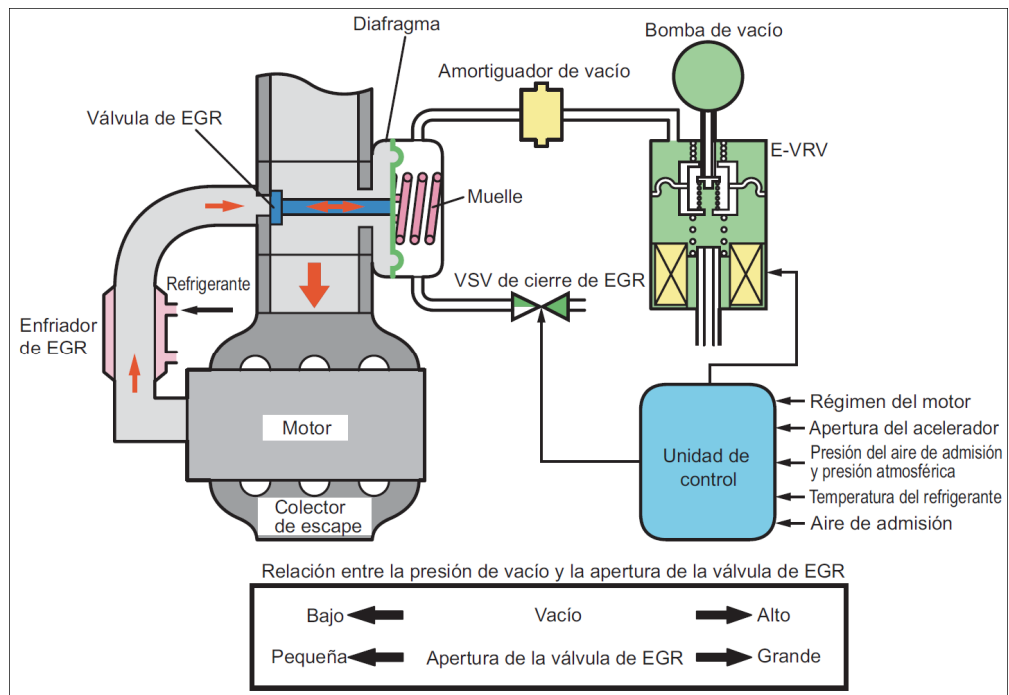 Diafragma
Bomba de vacío
Amortiguador de vacío
Válvula de EGR
E-VRV
Muelle
Refrigerante
VSV de cierre de EGR
Enfriador
de EGR
Motor
Colector
de escape
Unidad de
control
Régimen del motor
Apertura del acelerador
Presión del aire de admisión
y presión atmosférica
Temperatura del refrigerante
Aire de admisión
Relación entre la presión de vacío y la apertura de la válvula de EGR
Bajo Vacío Alto
Pequeña Apertura de la válvula de EGR Grande